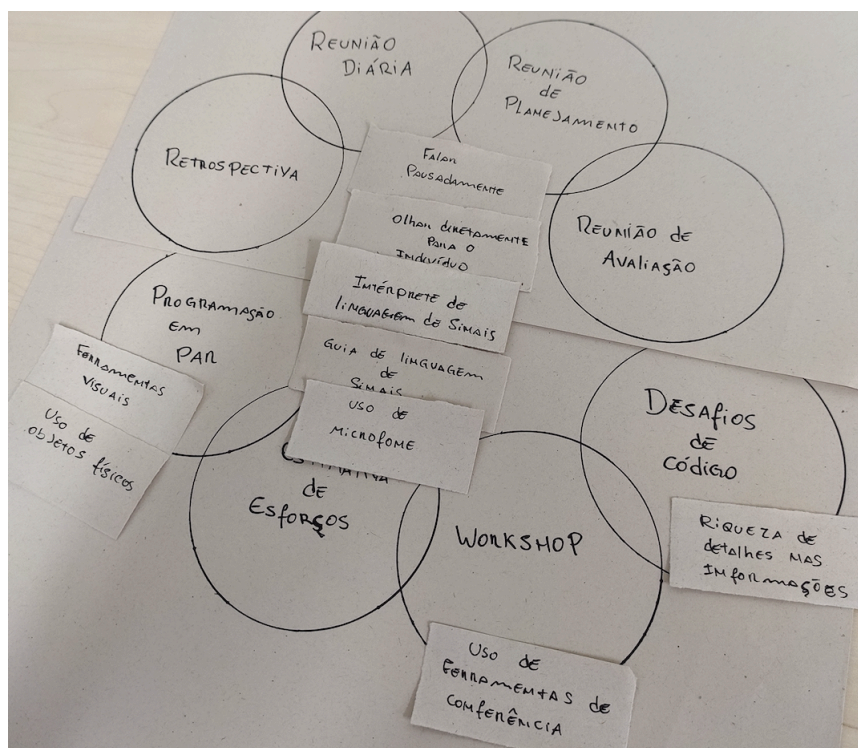 REUNIÃO
DIÁRIA
REUNIÃO
DE
PLANEJAMENTO
RETROSPECTIVA
Falar
Pausadamente
REUNIÃO DE
AVALIAÇÃO
Olhar diretamente
para o
Indivíduo
Intérprete de
linguagem de Sinais
PROGRAMAÇÃO
em
PAR
Guia de linguagem
de
Sinais
Ferramentas
visuais
Uso de
objetos físicos
Uso de
microfone
DESAFIOS
de
código
de
Esforços
WORKSHOP
Riqueza de
detalhes nas
informações
Uso de
ferramentas de
conferência